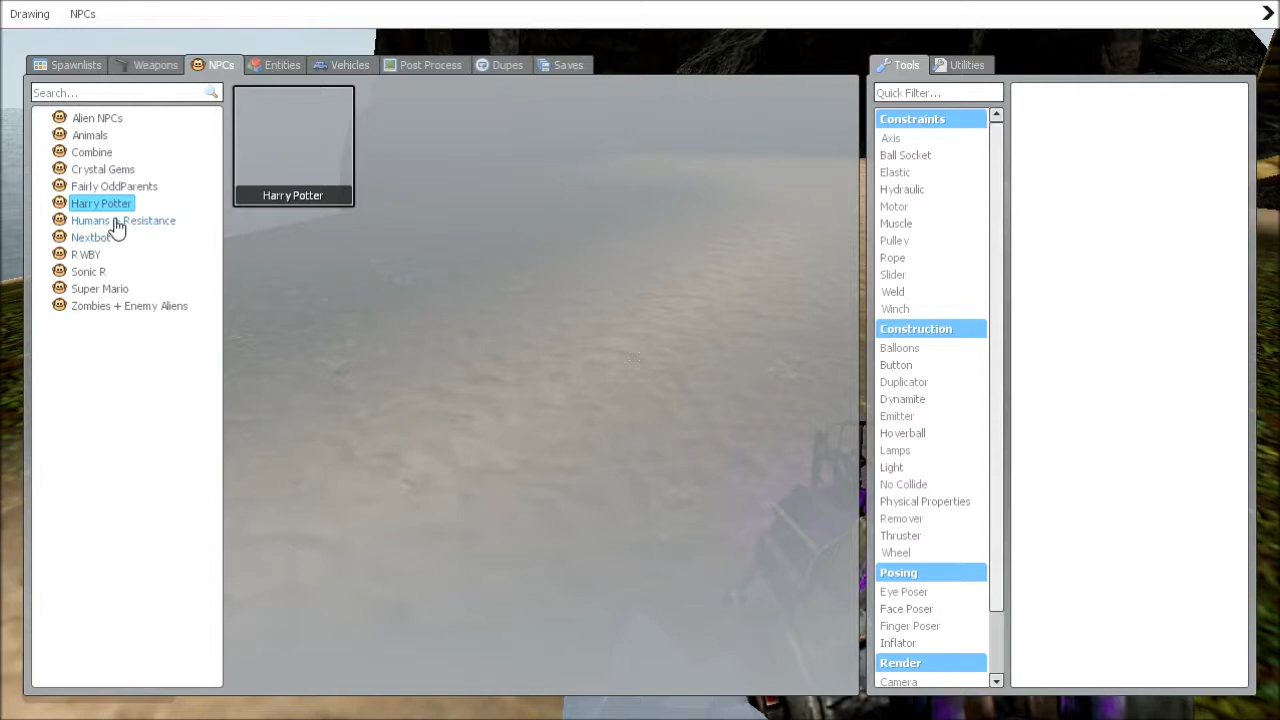 Drawing NPCs
Spawnlists Weapons NPCs Entities Vehicles Post Process Dupes Saves
Search...
Alien NPCs
Animals
Combine
Crystal Gems
Fairly OddParents
Harry Potter
Humans + Resistance
Nextbot
RWBY
Sonic R
Super Mario
Zombies + Enemy Aliens
Harry Potter
Tools Utilities
Quick Filter...
Constraints
Axis
Ball Socket
Elastic
Hydraulic
Motor
Muscle
Pulley
Rope
Slider
Weld
Winch
Construction
Balloons
Button
Duplicator
Dynamite
Emitter
Hoverball
Lamps
Light
No Collide
Physical Properties
Remover
Thruster
Wheel
Posing
Eye Poser
Face Poser
Finger Poser
Inflator
Render
Camera